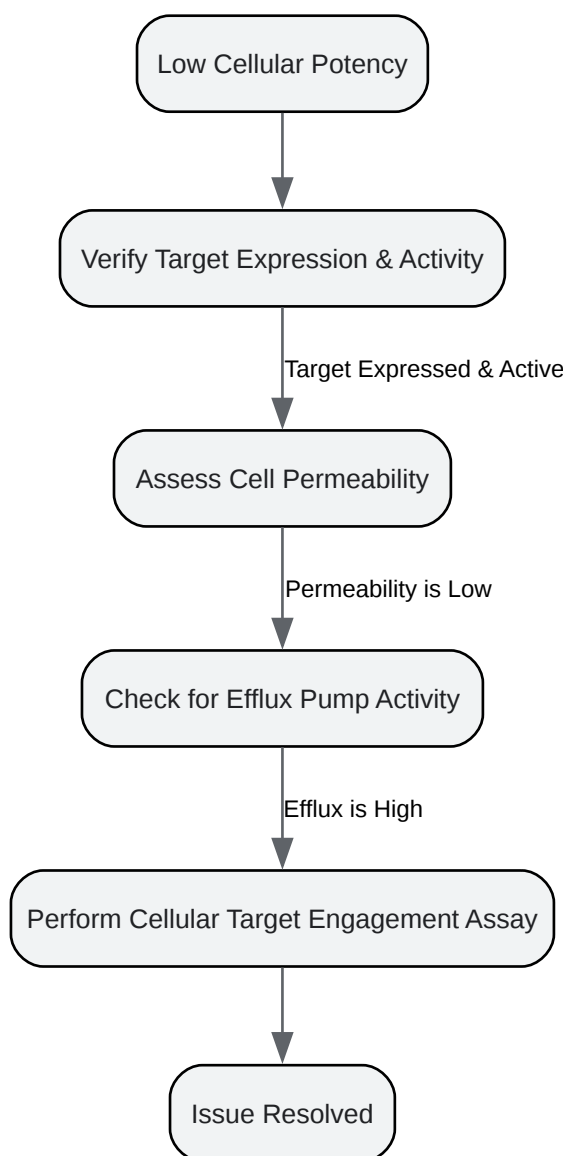 Low Cellular Potency
Verify Target Expression & Activity
Target Expressed & Active
Assess Cell Permeability
Permeability is Low
Check for Efflux Pump Activity
Efflux is High
Perform Cellular Target Engagement Assay
Issue Resolved